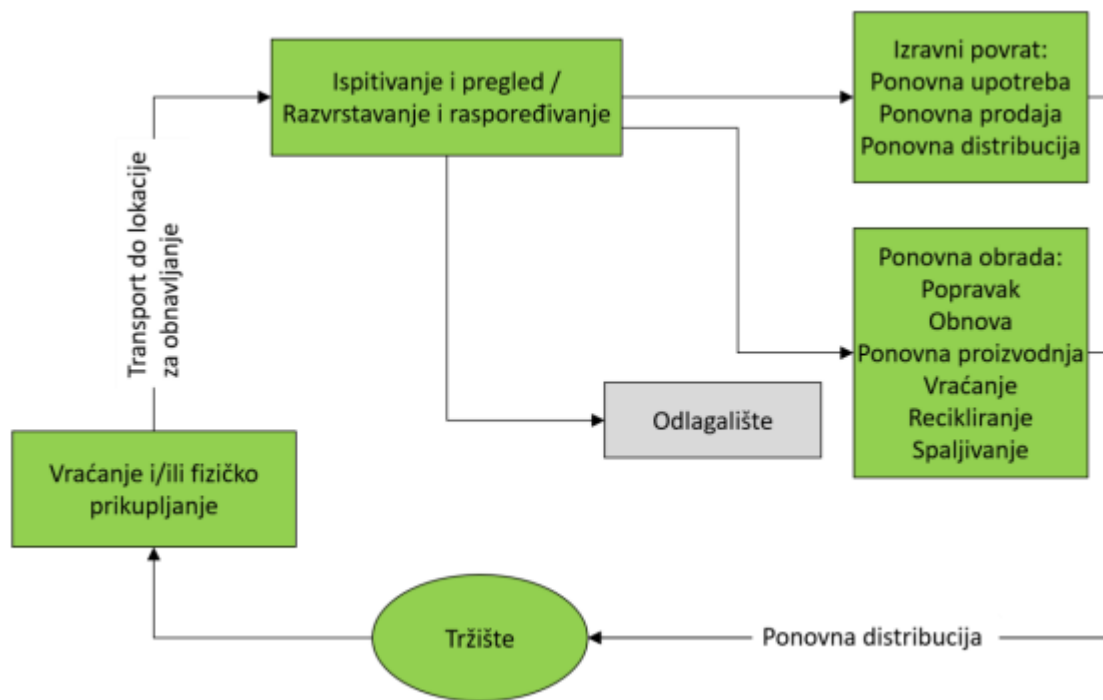 Ispitivanje i pregled /
Razvrstavanje i raspoređivanje
Izravni povrat:
Ponovna upotreba
Ponovna prodaja
Ponovna distribucija
Transport do lokacije
za obnavljanje
Ponovna obrada:
Popravak
Obnova
Ponovna proizvodnja
Vraćanje
Recikliranje
Spaljivanje
Odlagalište
Vraćanje i/ili fizičko
prikupljanje
Tržište
Ponovna distribucija